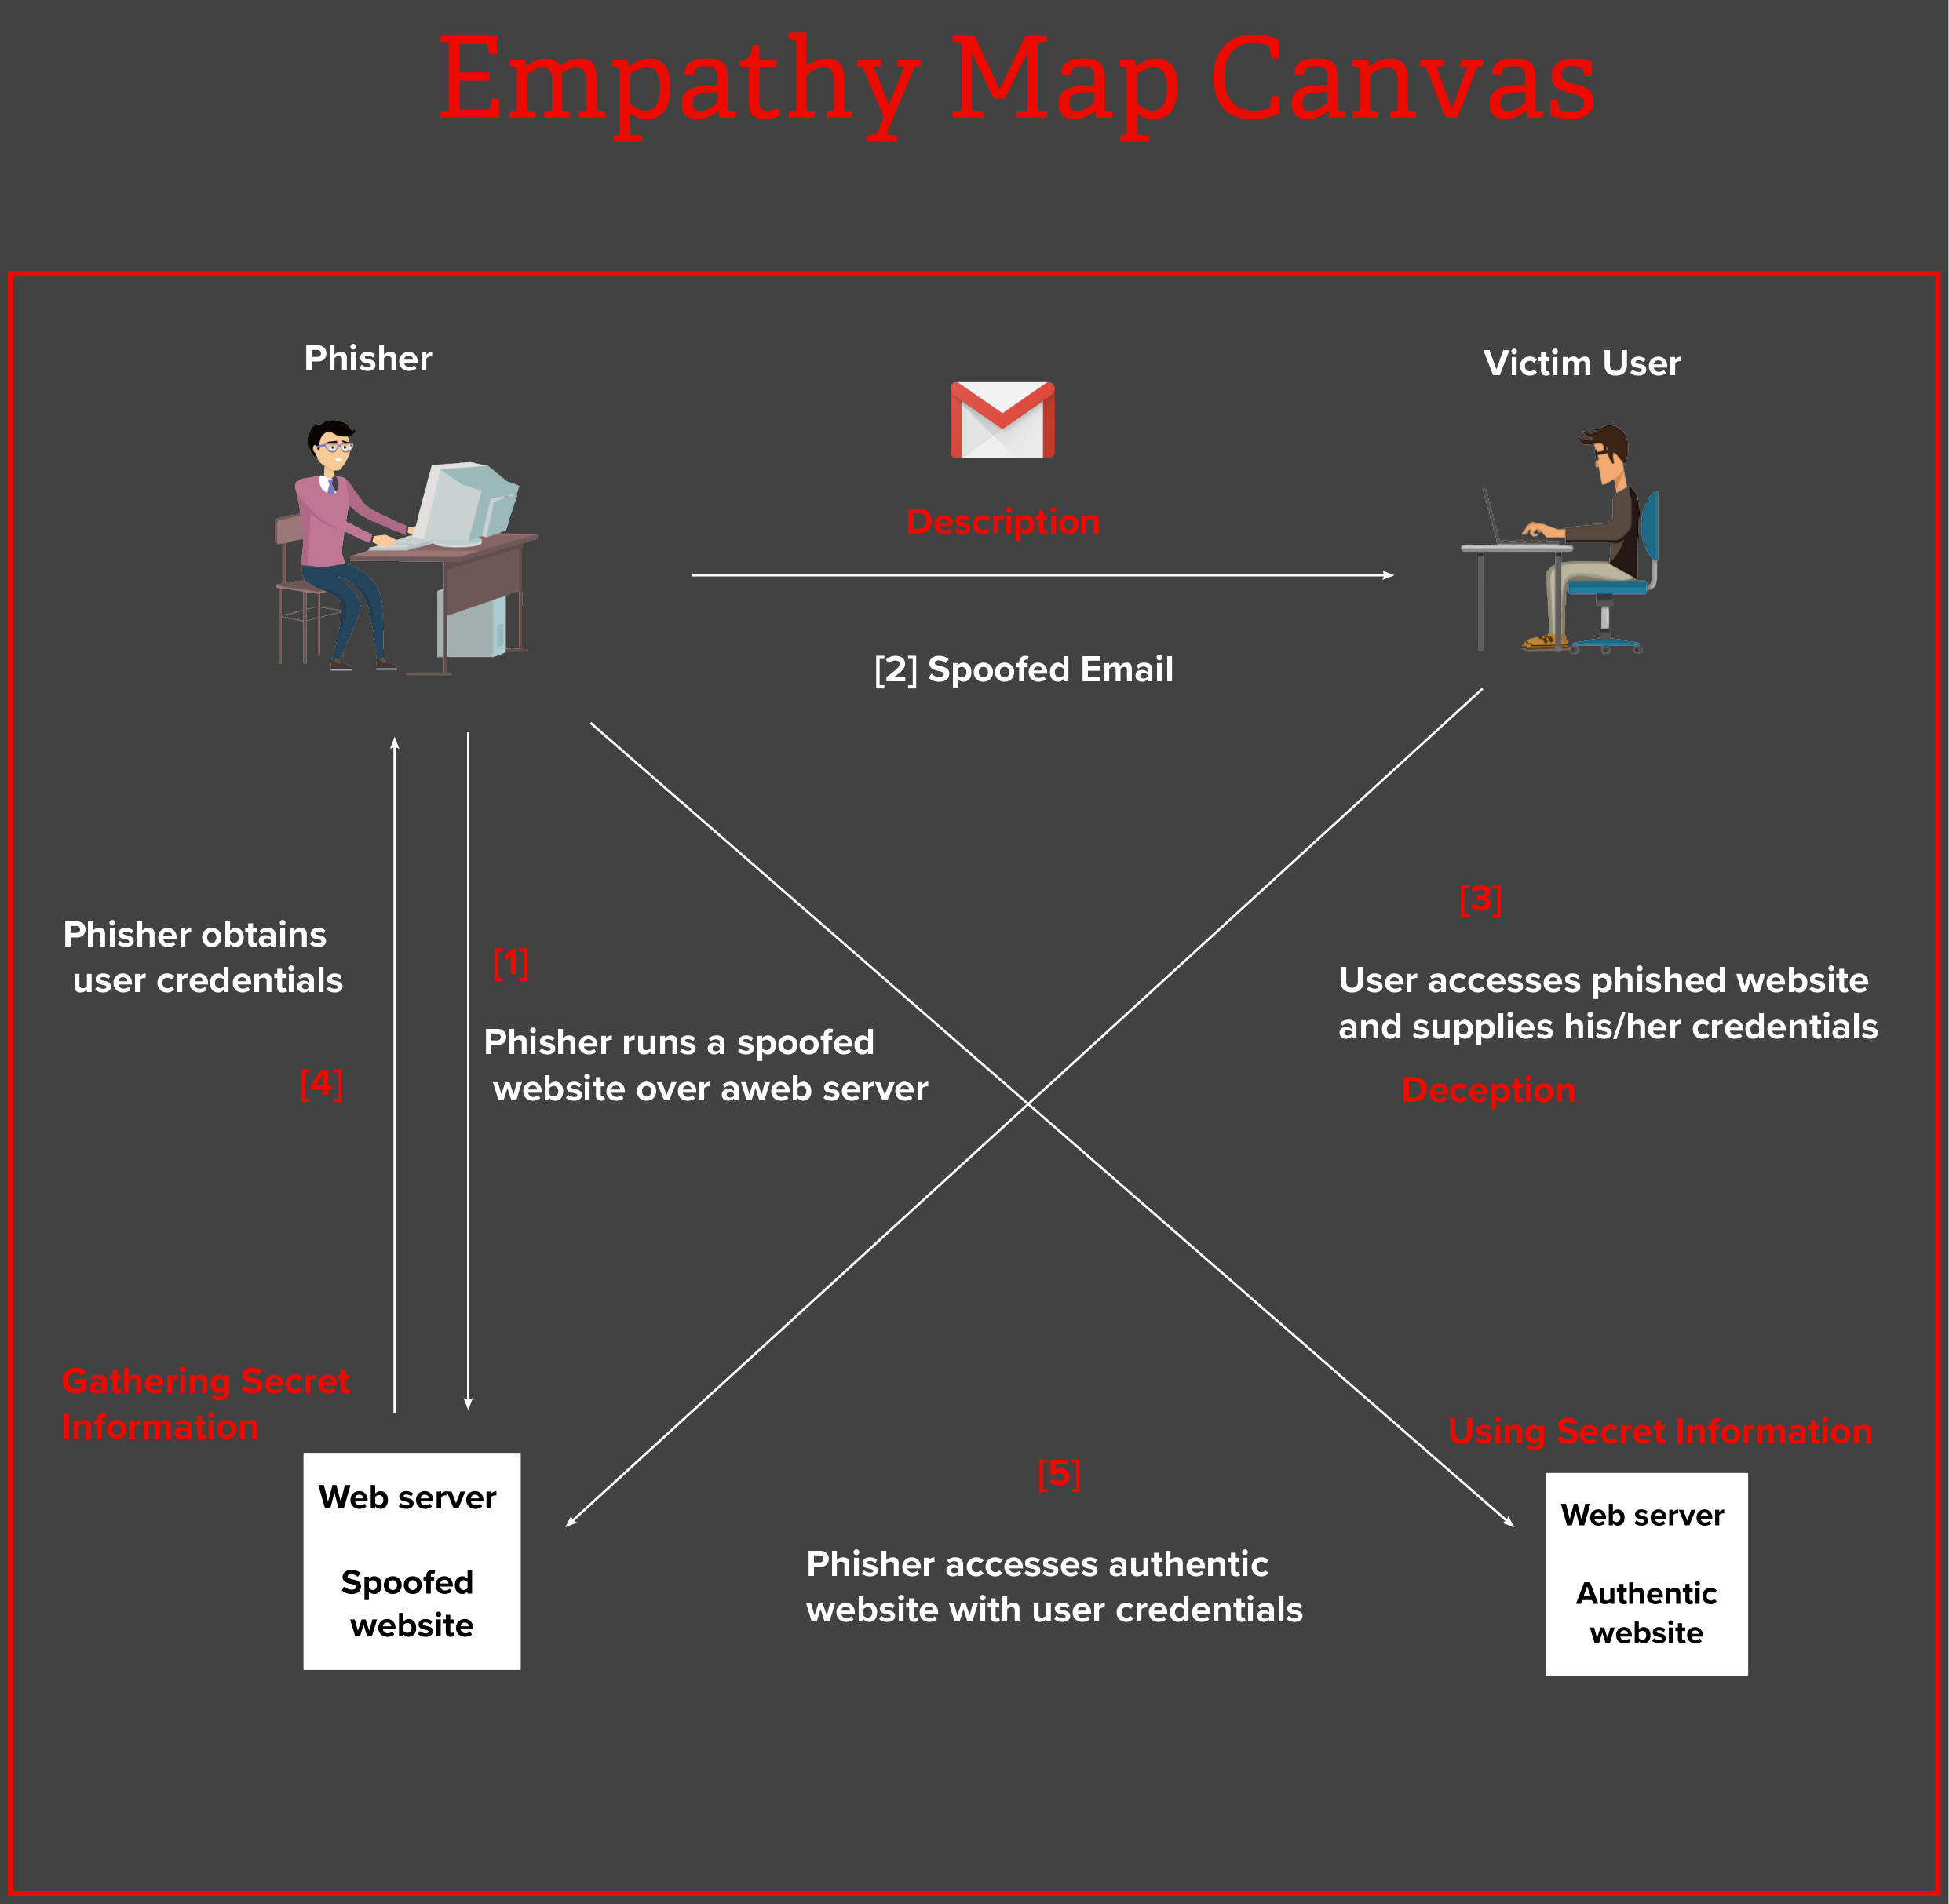 Empathy Map Canvas
Phisher
Victim User
Description
[2] Spoofed Email
[3]
Phisher obtains
user credentials
[1]
User accesses phished website
and supplies his/her credentials
Phisher runs a spoofed
website over aweb server
[4]
Deception
Gathering Secret
Information
Using Secret Information
[5]
Web server
Spoofed
website
Web server
Authentic
website
Phisher accesses authentic
website with user credentials